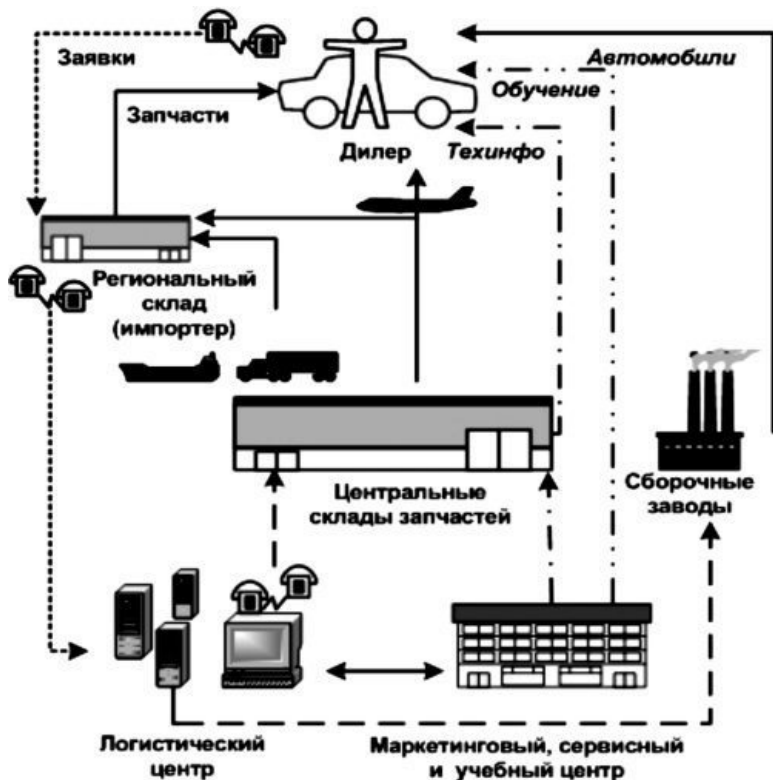 Заявки
Автомобили
Обучение
Запчасти
Дилер
Техинфо
Региональный
склад
(импортер)
Центральные
склады запчастей
Сборочные
заводы
Логистический
центр
Маркетинговый, сервисный
и учебный центр